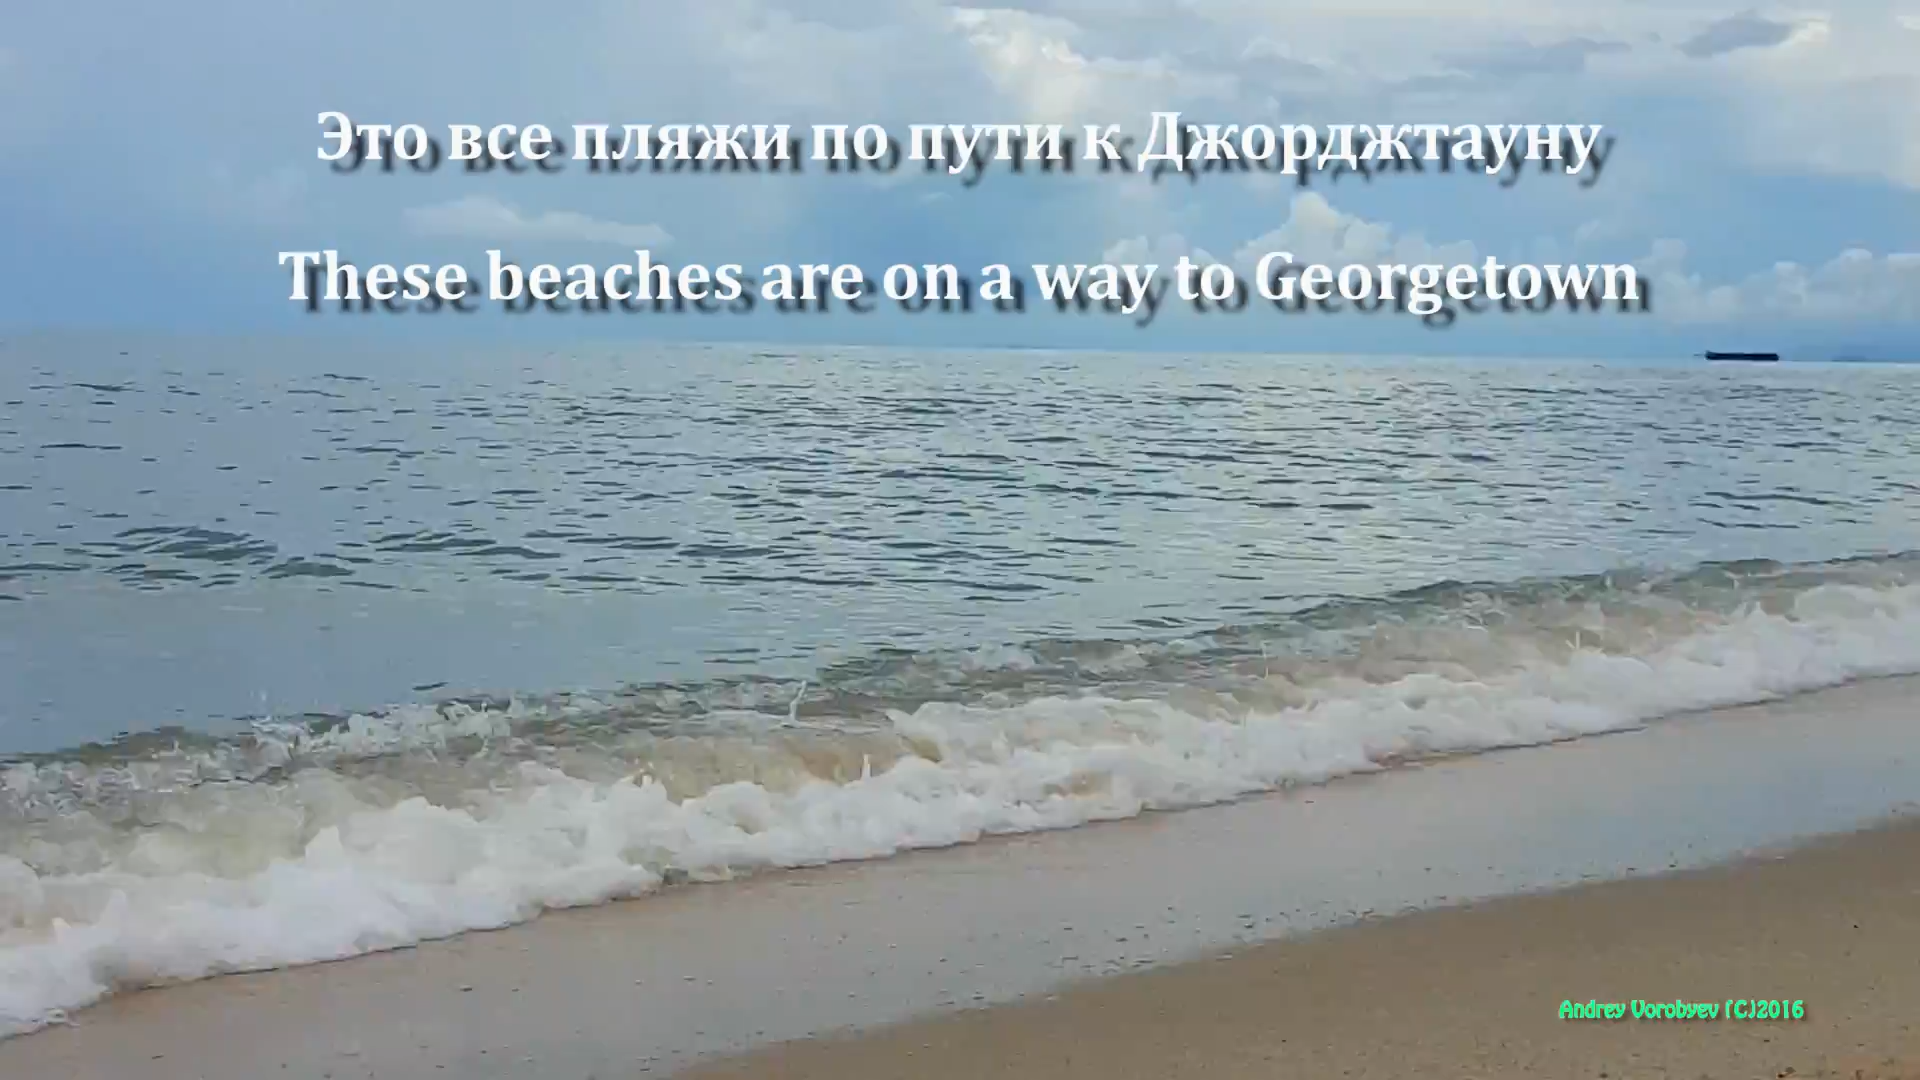 Это все пляжи по пути к Джорджтауну
These beaches are on a way to Georgetown
Andrey Vorobyev (C)2016